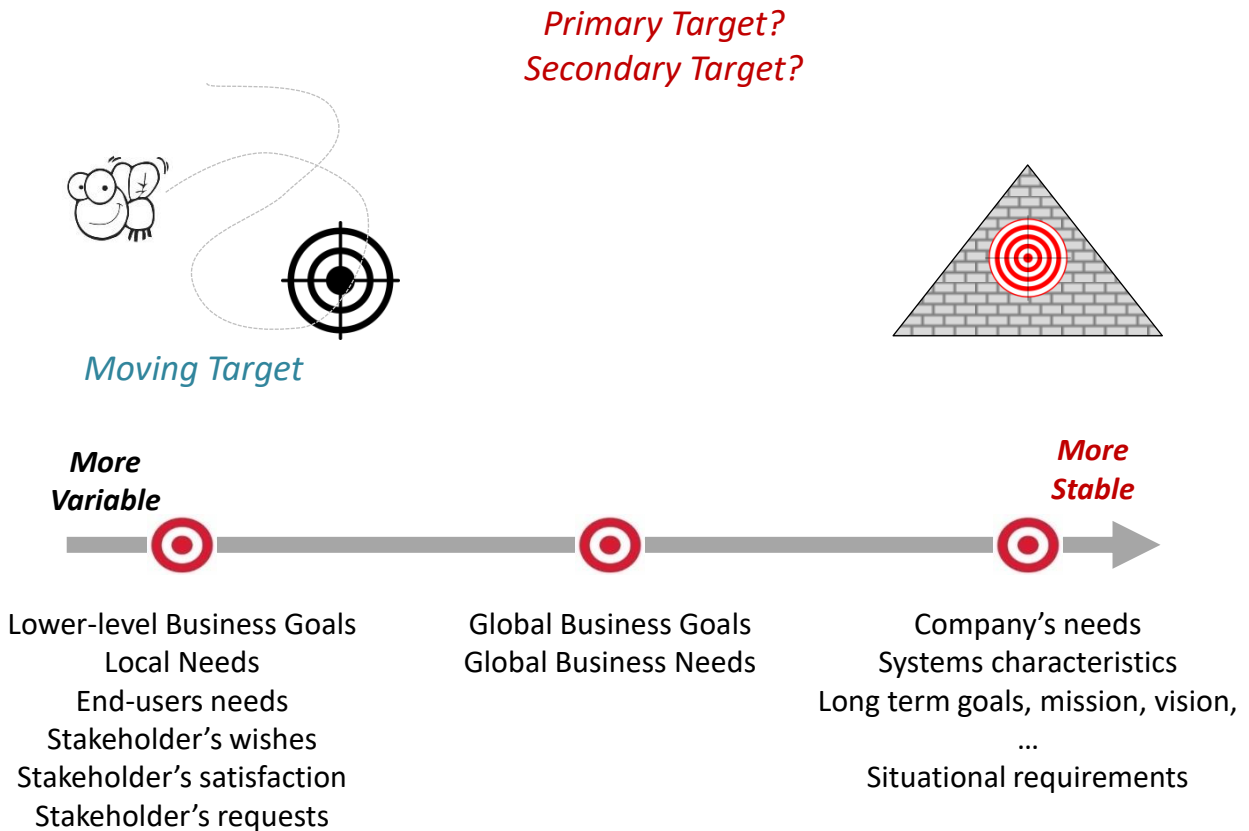 Primary Target?
Secondary Target?
Moving Target
More
Variable
More
Stable
Lower-level Business Goals
Local Needs
End-users needs
Stakeholder's wishes
Stakeholder's satisfaction
Stakeholder's requests
Global Business Goals
Global Business Needs
Company's needs
Systems characteristics
Long term goals, mission, vision,
...
Situational requirements